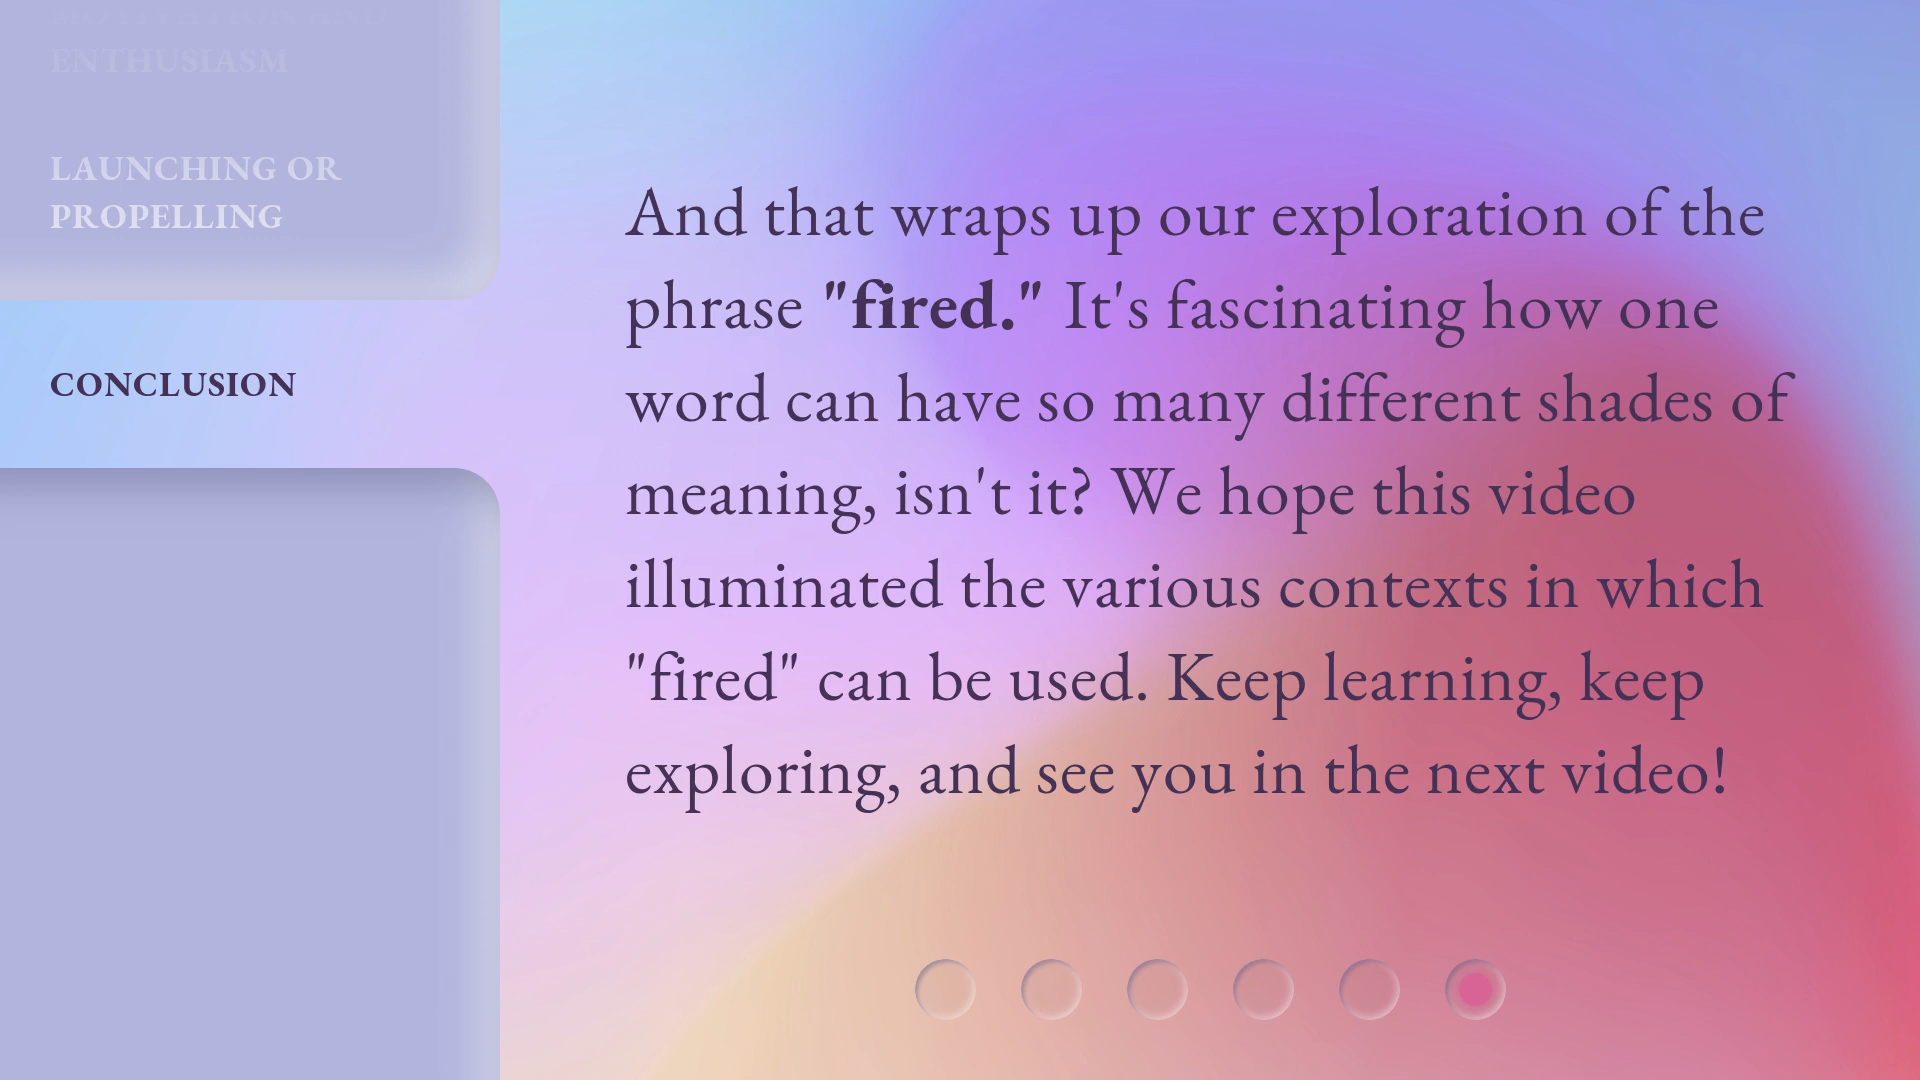 ENTHUSIASM
LAUNCHING OR
PROPELLING
CONCLUSION
And that wraps up our exploration of the
phrase "fired." It's fascinating how one
word can have so many different shades of
meaning, isn't it? We hope this video
illuminated the various contexts in which
"fired" can be used. Keep learning, keep
exploring, and see you in the next video!